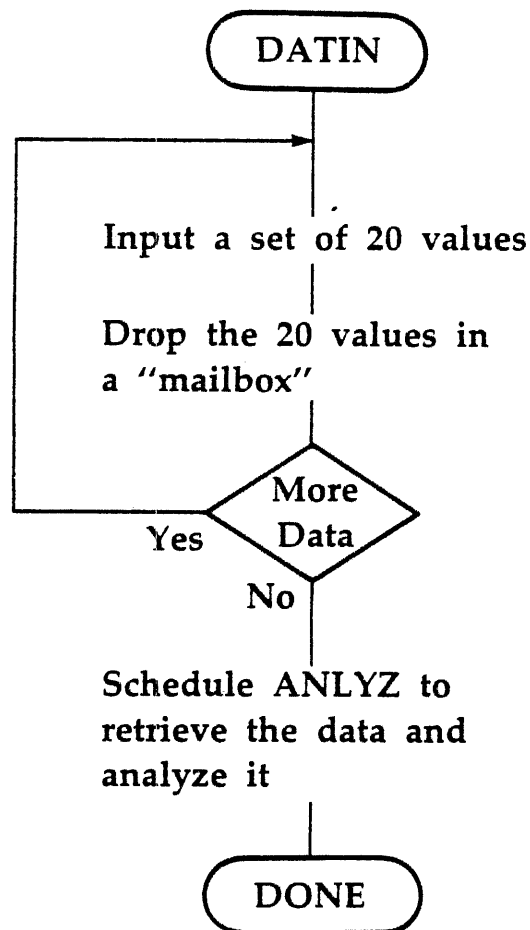 DATIN
Input a set of 20 values
Drop the 20 values in
a “mailbox”
More
Data
Yes
No
Schedule ANLYZ to
retrieve the data and
analyze it
DONE